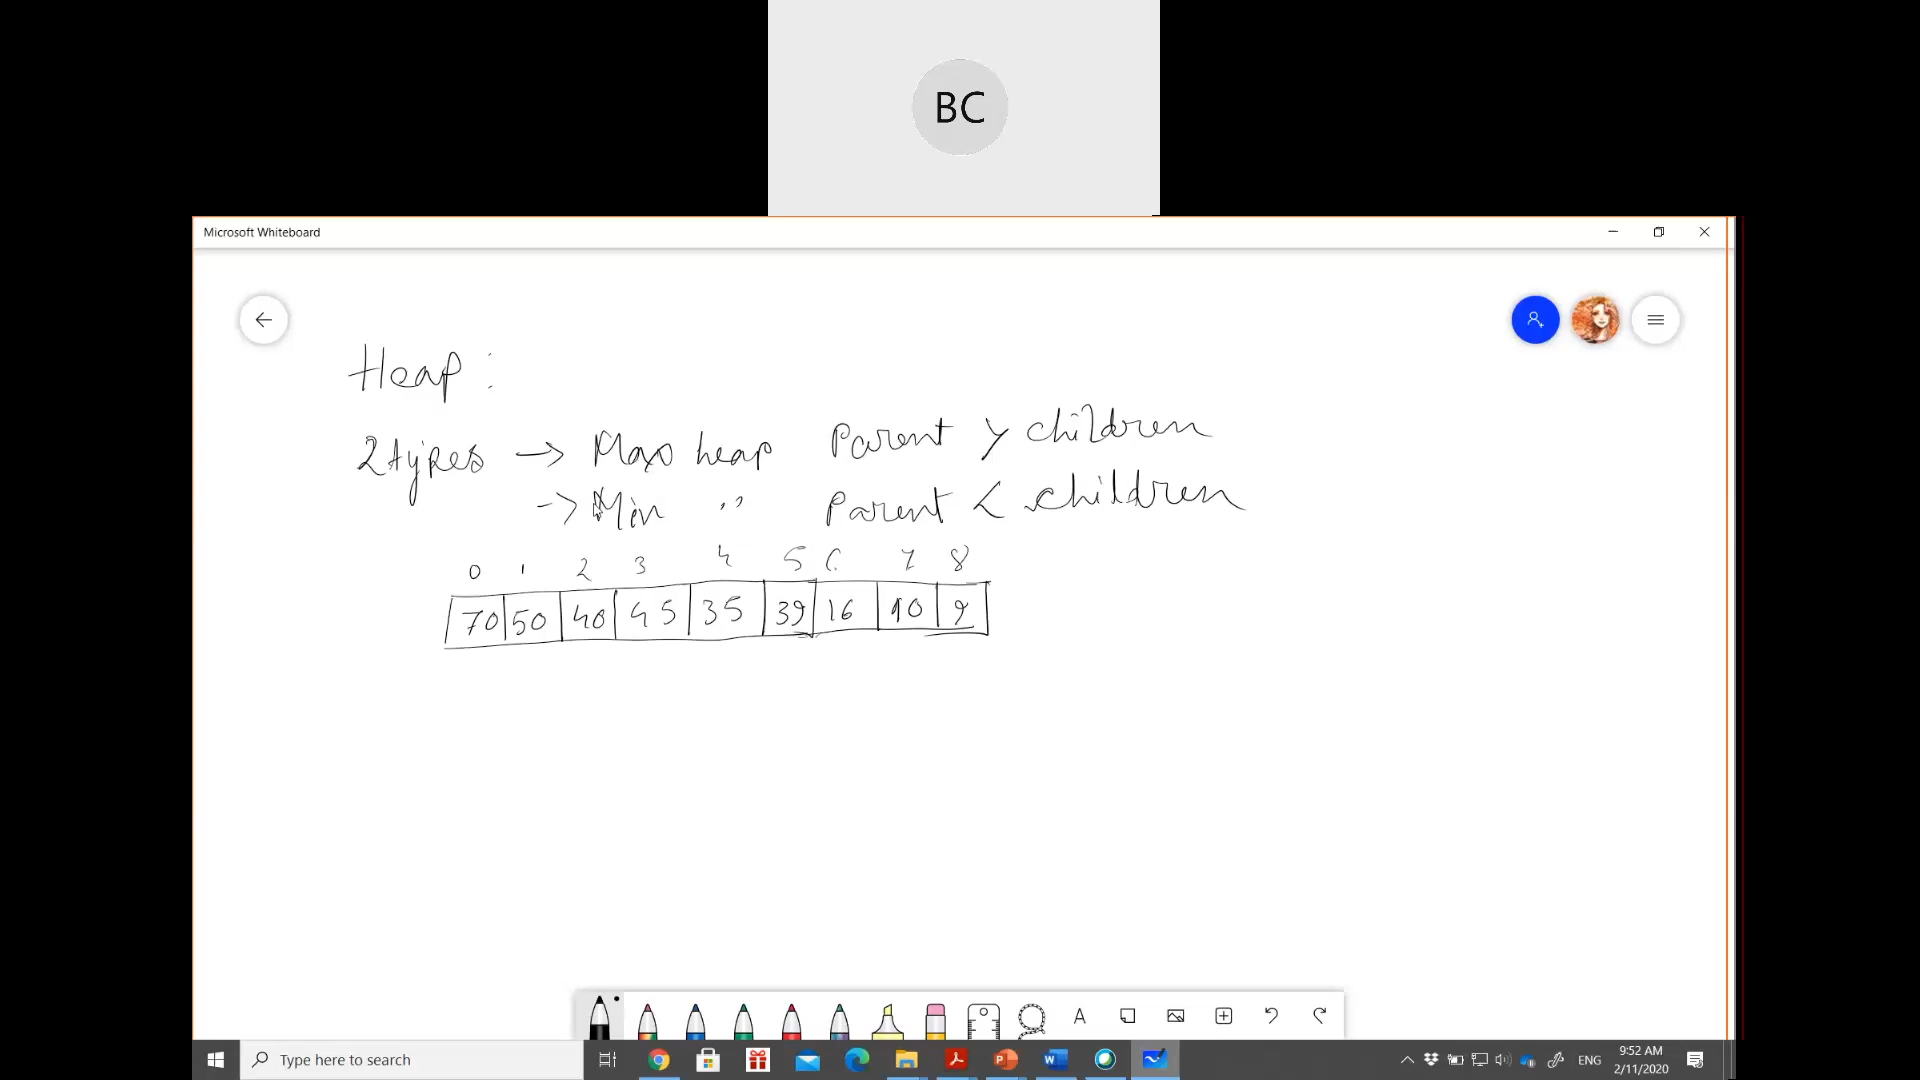 BC
Microsoft Whiteboard
Heap :
2 types → Max heap Parent > children
→ Min " Parent < children
0 1 2 3 4 5 6 7 8
70 50 40 45 35 39 16 10 9
A
Type here to search
ENG
9:52 AM
2/11/2020